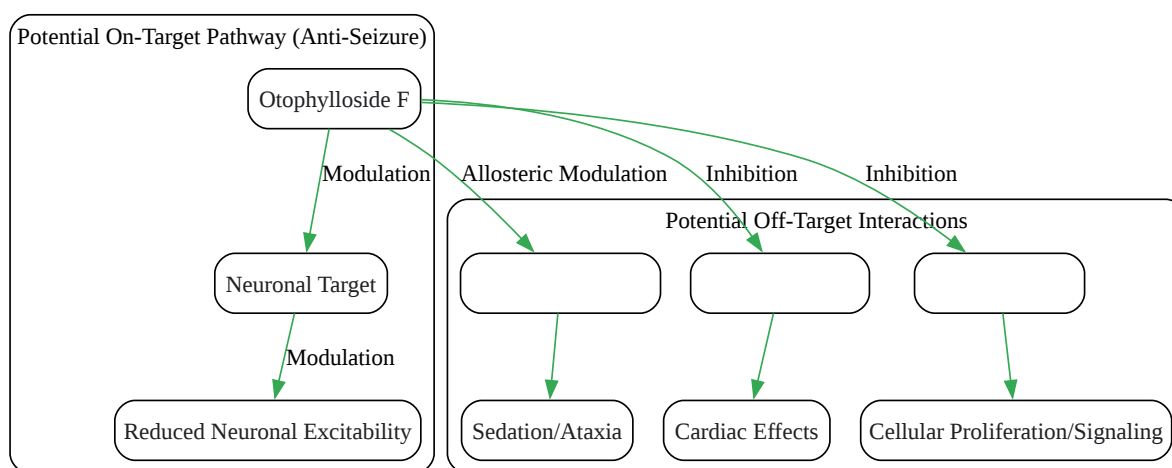 Potential On-Target Pathway (Anti-Seizure)
Otophylloside F
Modulation
Allosteric Modulation
Inhibition
Inhibition
Potential Off-Target Interactions
Neuronal Target
Modulation
Reduced Neuronal Excitability
Sedation/Ataxia
Cardiac Effects
Cellular Proliferation/Signaling